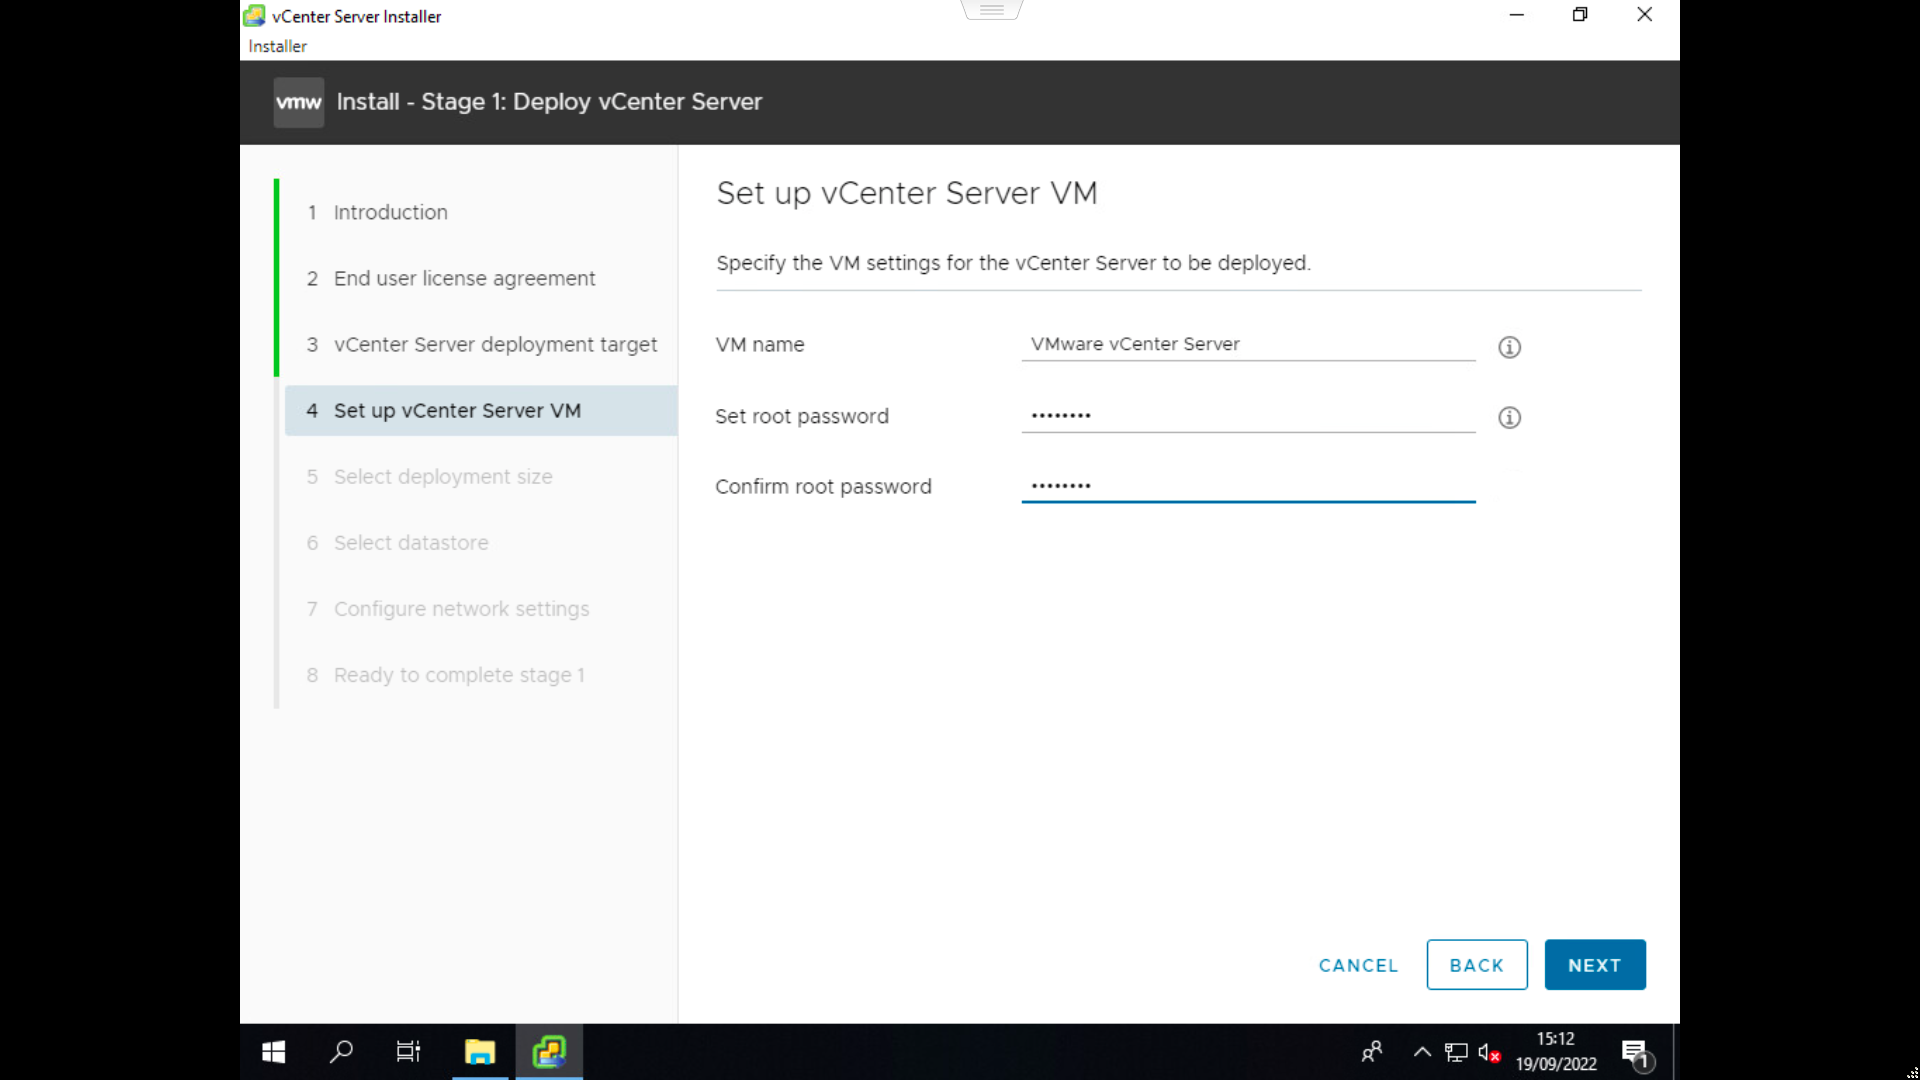 vCenter Server Installer
Installer
vmw Install - Stage 1: Deploy vCenter Server
1 Introduction
2 End user license agreement
3 vCenter Server deployment target
4 Set up vCenter Server VM
5 Select deployment size
6 Select datastore
7 Configure network settings
8 Ready to complete stage 1
Set up vCenter Server VM
Specify the VM settings for the vCenter Server to be deployed.
VM name VMware vCenter Server
Set root password ••••••••
Confirm root password ••••••••
CANCEL BACK NEXT
15:12
19/09/2022
1